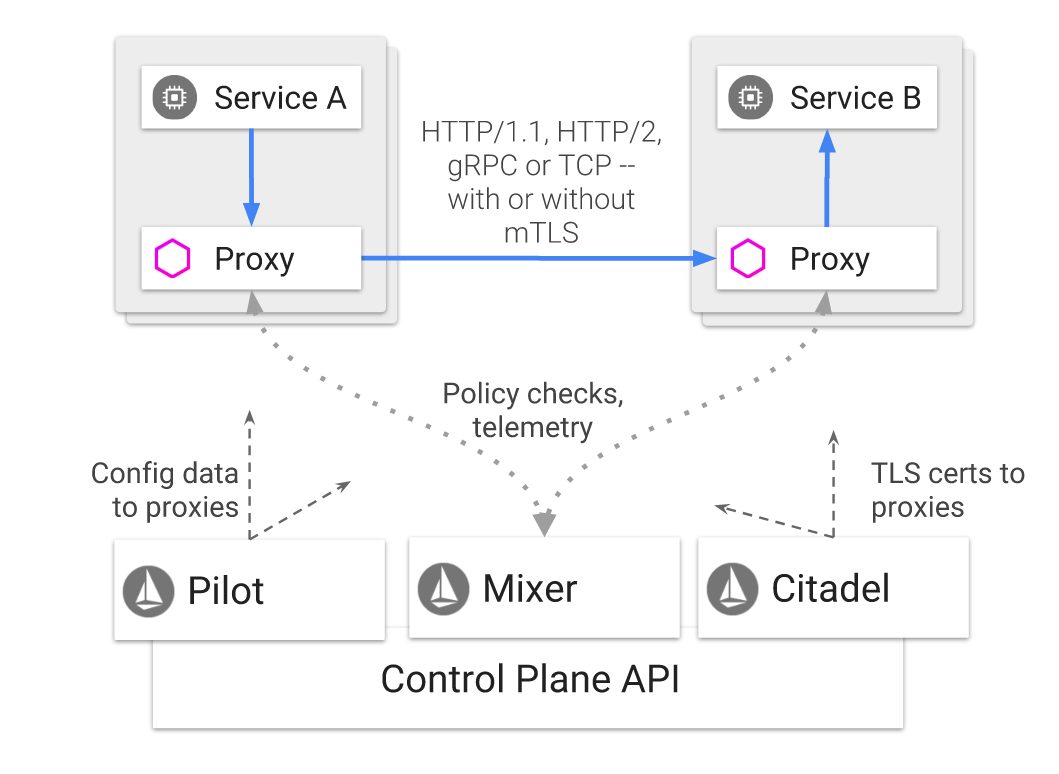 Service A
Service B
HTTP/1.1, HTTP/2,
gRPC or TCP --
with or without
mTLS
Proxy
Proxy
Policy checks,
telemetry
Config data
to proxies
TLS certs to
proxies
Pilot
Mixer
Citadel
Control Plane API